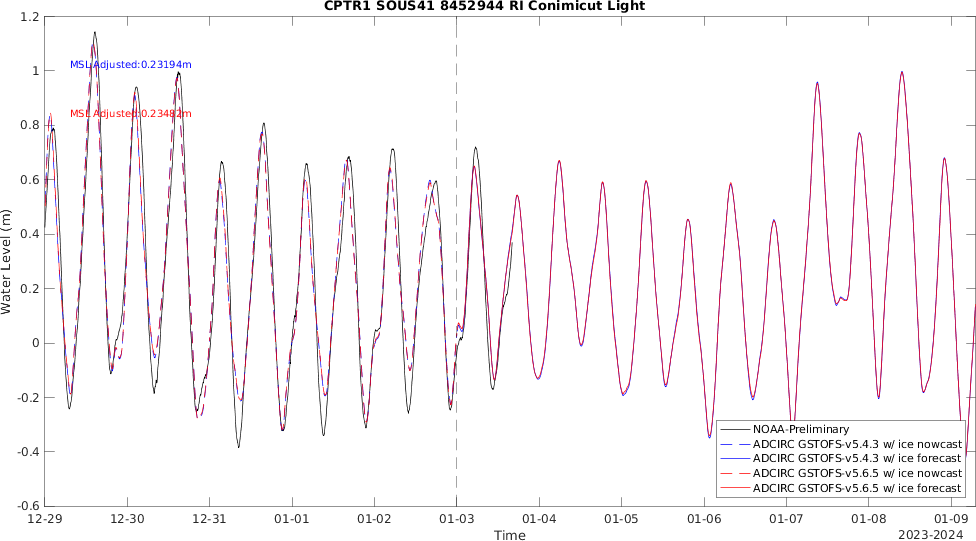 CPTR1 SOUS41 8452944 RI Conimicut Light
1.2
1
0.8
0.6
0.4
0.2
0
-0.2
-0.4
-0.6
Water Level (m)
MSL Adjusted:0.23194m
MSL Adjusted:0.23482m
NOAA-Preliminary
ADCIRC GSTOFS-v5.4.3 w/ ice nowcast
ADCIRC GSTOFS-v5.4.3 w/ ice forecast
ADCIRC GSTOFS-v5.6.5 w/ ice nowcast
ADCIRC GSTOFS-v5.6.5 w/ ice forecast
12-29 12-30 12-31 01-01 01-02 01-03 01-04 01-05 01-06 01-07 01-08 01-09
Time
2023-2024